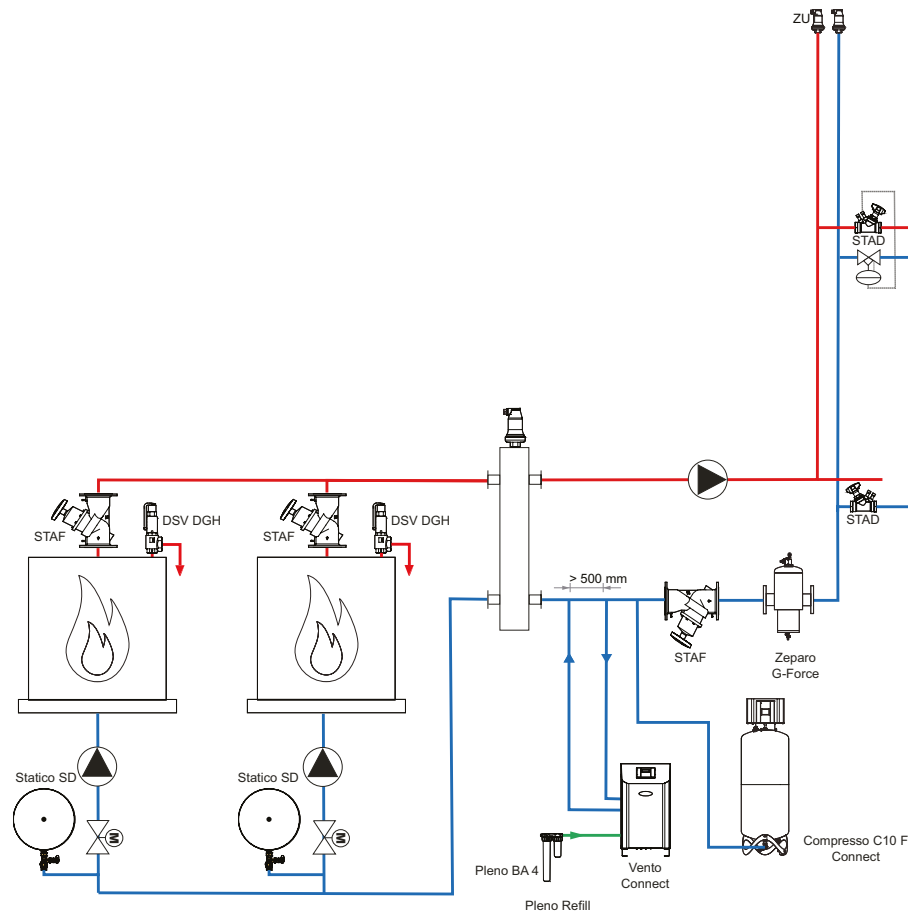 ZU
STAD
STAD
DSV DGH
DSV DGH
STAF
STAF
> 500 mm
STAF
Zeparo
G-Force
Statico SD
Statico SD
M
M
Compresso C10 F
Connect
Pleno BA 4
Vento
Connect
Pleno Refill